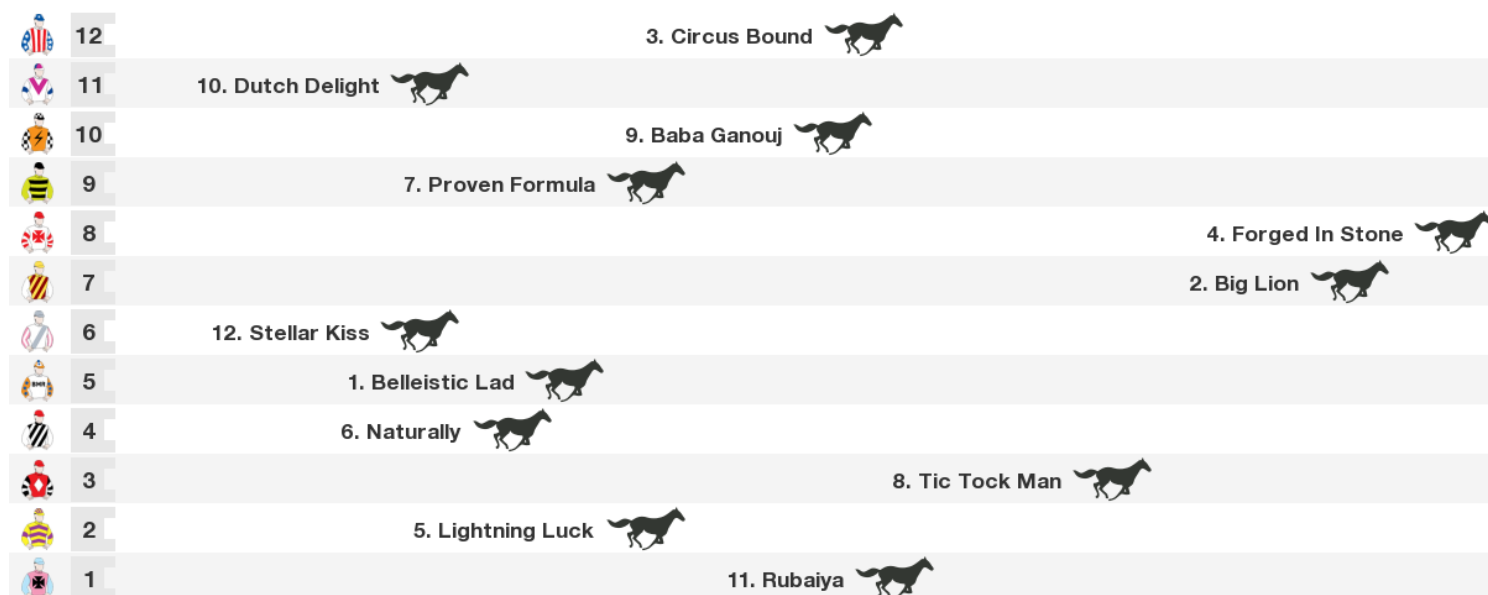 12 3. Circus Bound
11 10. Dutch Delight
10 9. Baba Ganouj
9 7. Proven Formula
8 4. Forged In Stone
7 2. Big Lion
6 12. Stellar Kiss
5 1. Belleistic Lad
4 6. Naturally
3 8. Tic Tock Man
2 5. Lightning Luck
1 11. Rubaiya